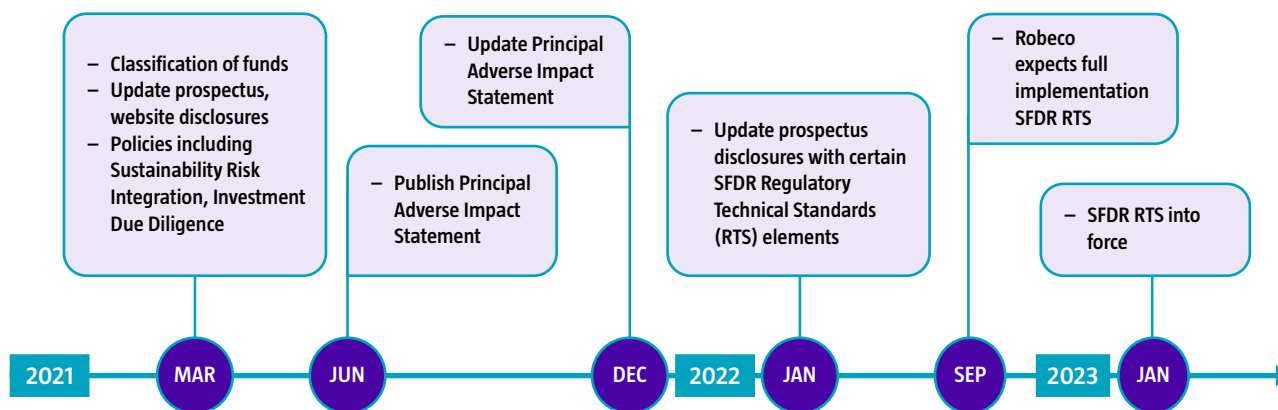 – Classification of funds
– Update prospectus,
website disclosures
– Policies including
Sustainability Risk
Integration, Investment
Due Diligence
– Publish Principal
Adverse Impact
Statement
– Update Principal
Adverse Impact
Statement
– Update prospectus
disclosures with certain
SFDR Regulatory
Technical Standards
(RTS) elements
– Robeco
expects full
implementation
SFDR RTS
– SFDR RTS into
force
2021
MAR
JUN
DEC
2022
JAN
SEP
2023
JAN